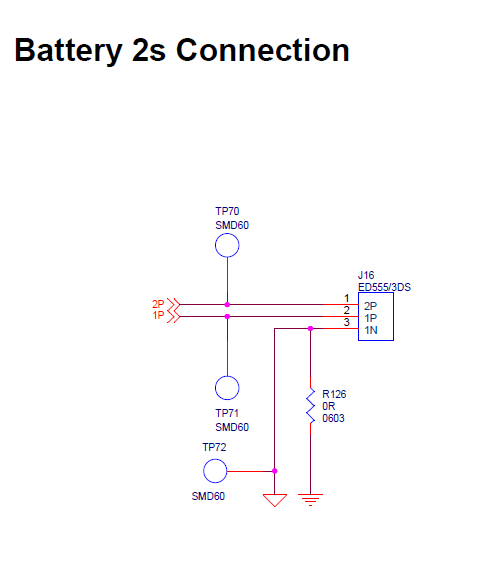 Battery 2s Connection
TP70
SMD60
J16
ED555/3DS
2P
1P
1
2
3
2P
1P
1N
R126
0R
0603
TP71
SMD60
TP72
SMD60